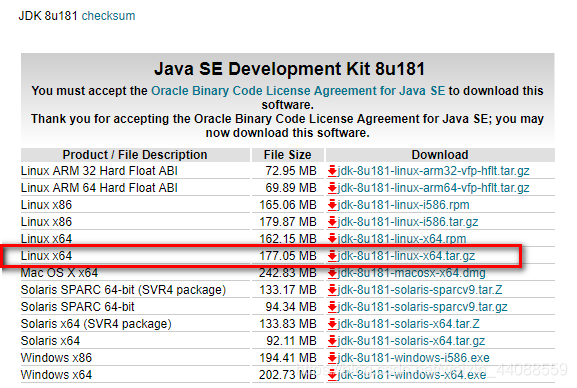 JDK 8u181 checksum
Java SE Development Kit 8u181
You must accept the Oracle Binary Code License Agreement for Java SE to download this
software.
Thank you for accepting the Oracle Binary Code License Agreement for Java SE; you may
now download this software.
Product / File Description File Size Download
Linux ARM 32 Hard Float ABI 72.95 MB jdk-8u181-linux-arm32-vfp-hflt.tar.gz
Linux ARM 64 Hard Float ABI 69.89 MB jdk-8u181-linux-arm64-vfp-hflt.tar.gz
Linux x86 165.06 MB jdk-8u181-linux-i586.rpm
Linux x86 179.87 MB jdk-8u181-linux-i586.tar.gz
Linux x64 162.15 MB jdk-8u181-linux-x64.rpm
Linux x64 177.05 MB jdk-8u181-linux-x64.tar.gz
Mac OS X x64 242.83 MB jdk-8u181-macosx-x64.dmg
Solaris SPARC 64-bit (SVR4 package) 133.17 MB jdk-8u181-solaris-sparcv9.tar.Z
Solaris SPARC 64-bit 94.34 MB jdk-8u181-solaris-sparcv9.tar.gz
Solaris x64 (SVR4 package) 133.83 MB jdk-8u181-solaris-x64.tar.Z
Solaris x64 92.11 MB jdk-8u181-solaris-x64.tar.gz
Windows x86 194.41 MB jdk-8u181-windows-i586.exe
Windows x64 202.73 MB jdk-8u181-windows-x64.exe